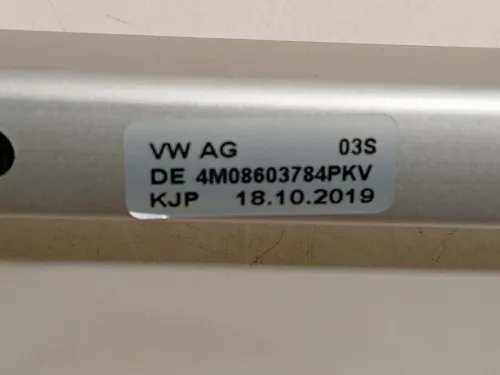 VW AG 03S
DE 4M08603784PKV
KJP 18.10.2019